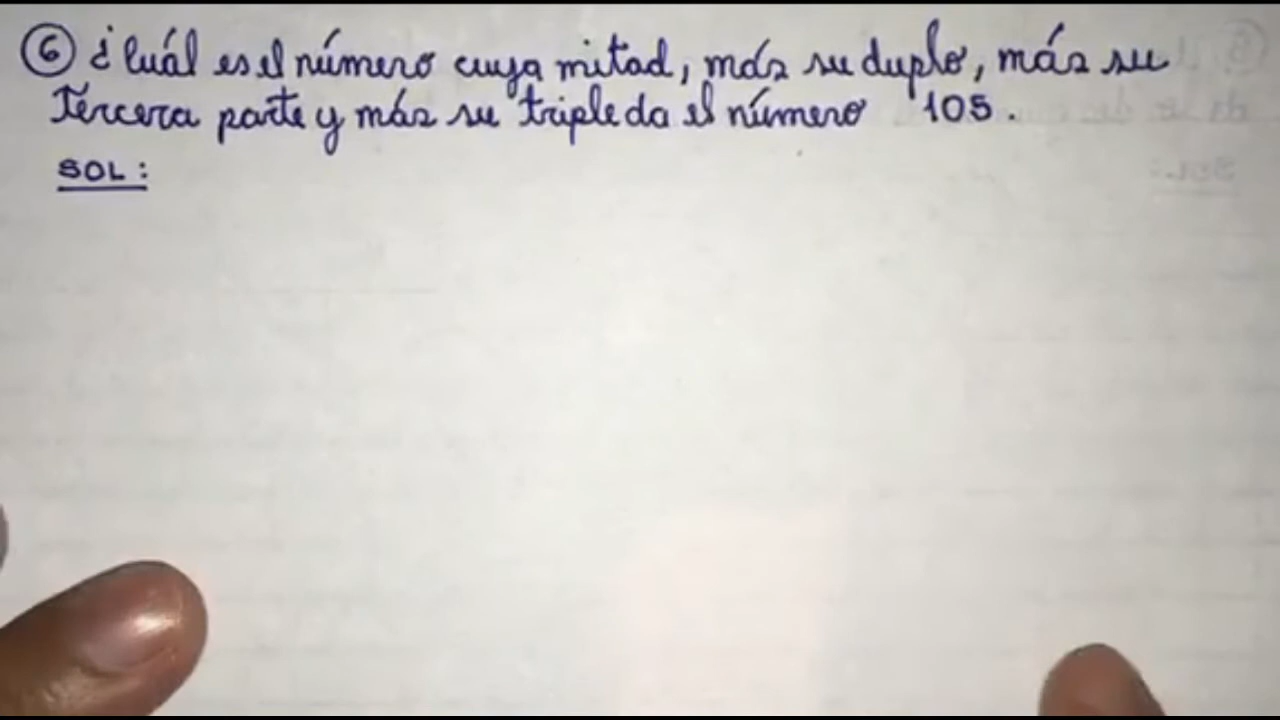 6 ¿Cuál es el número cuya mitad, más su duplo, más su
tercera parte y más su triple da el número 105.
SOL: